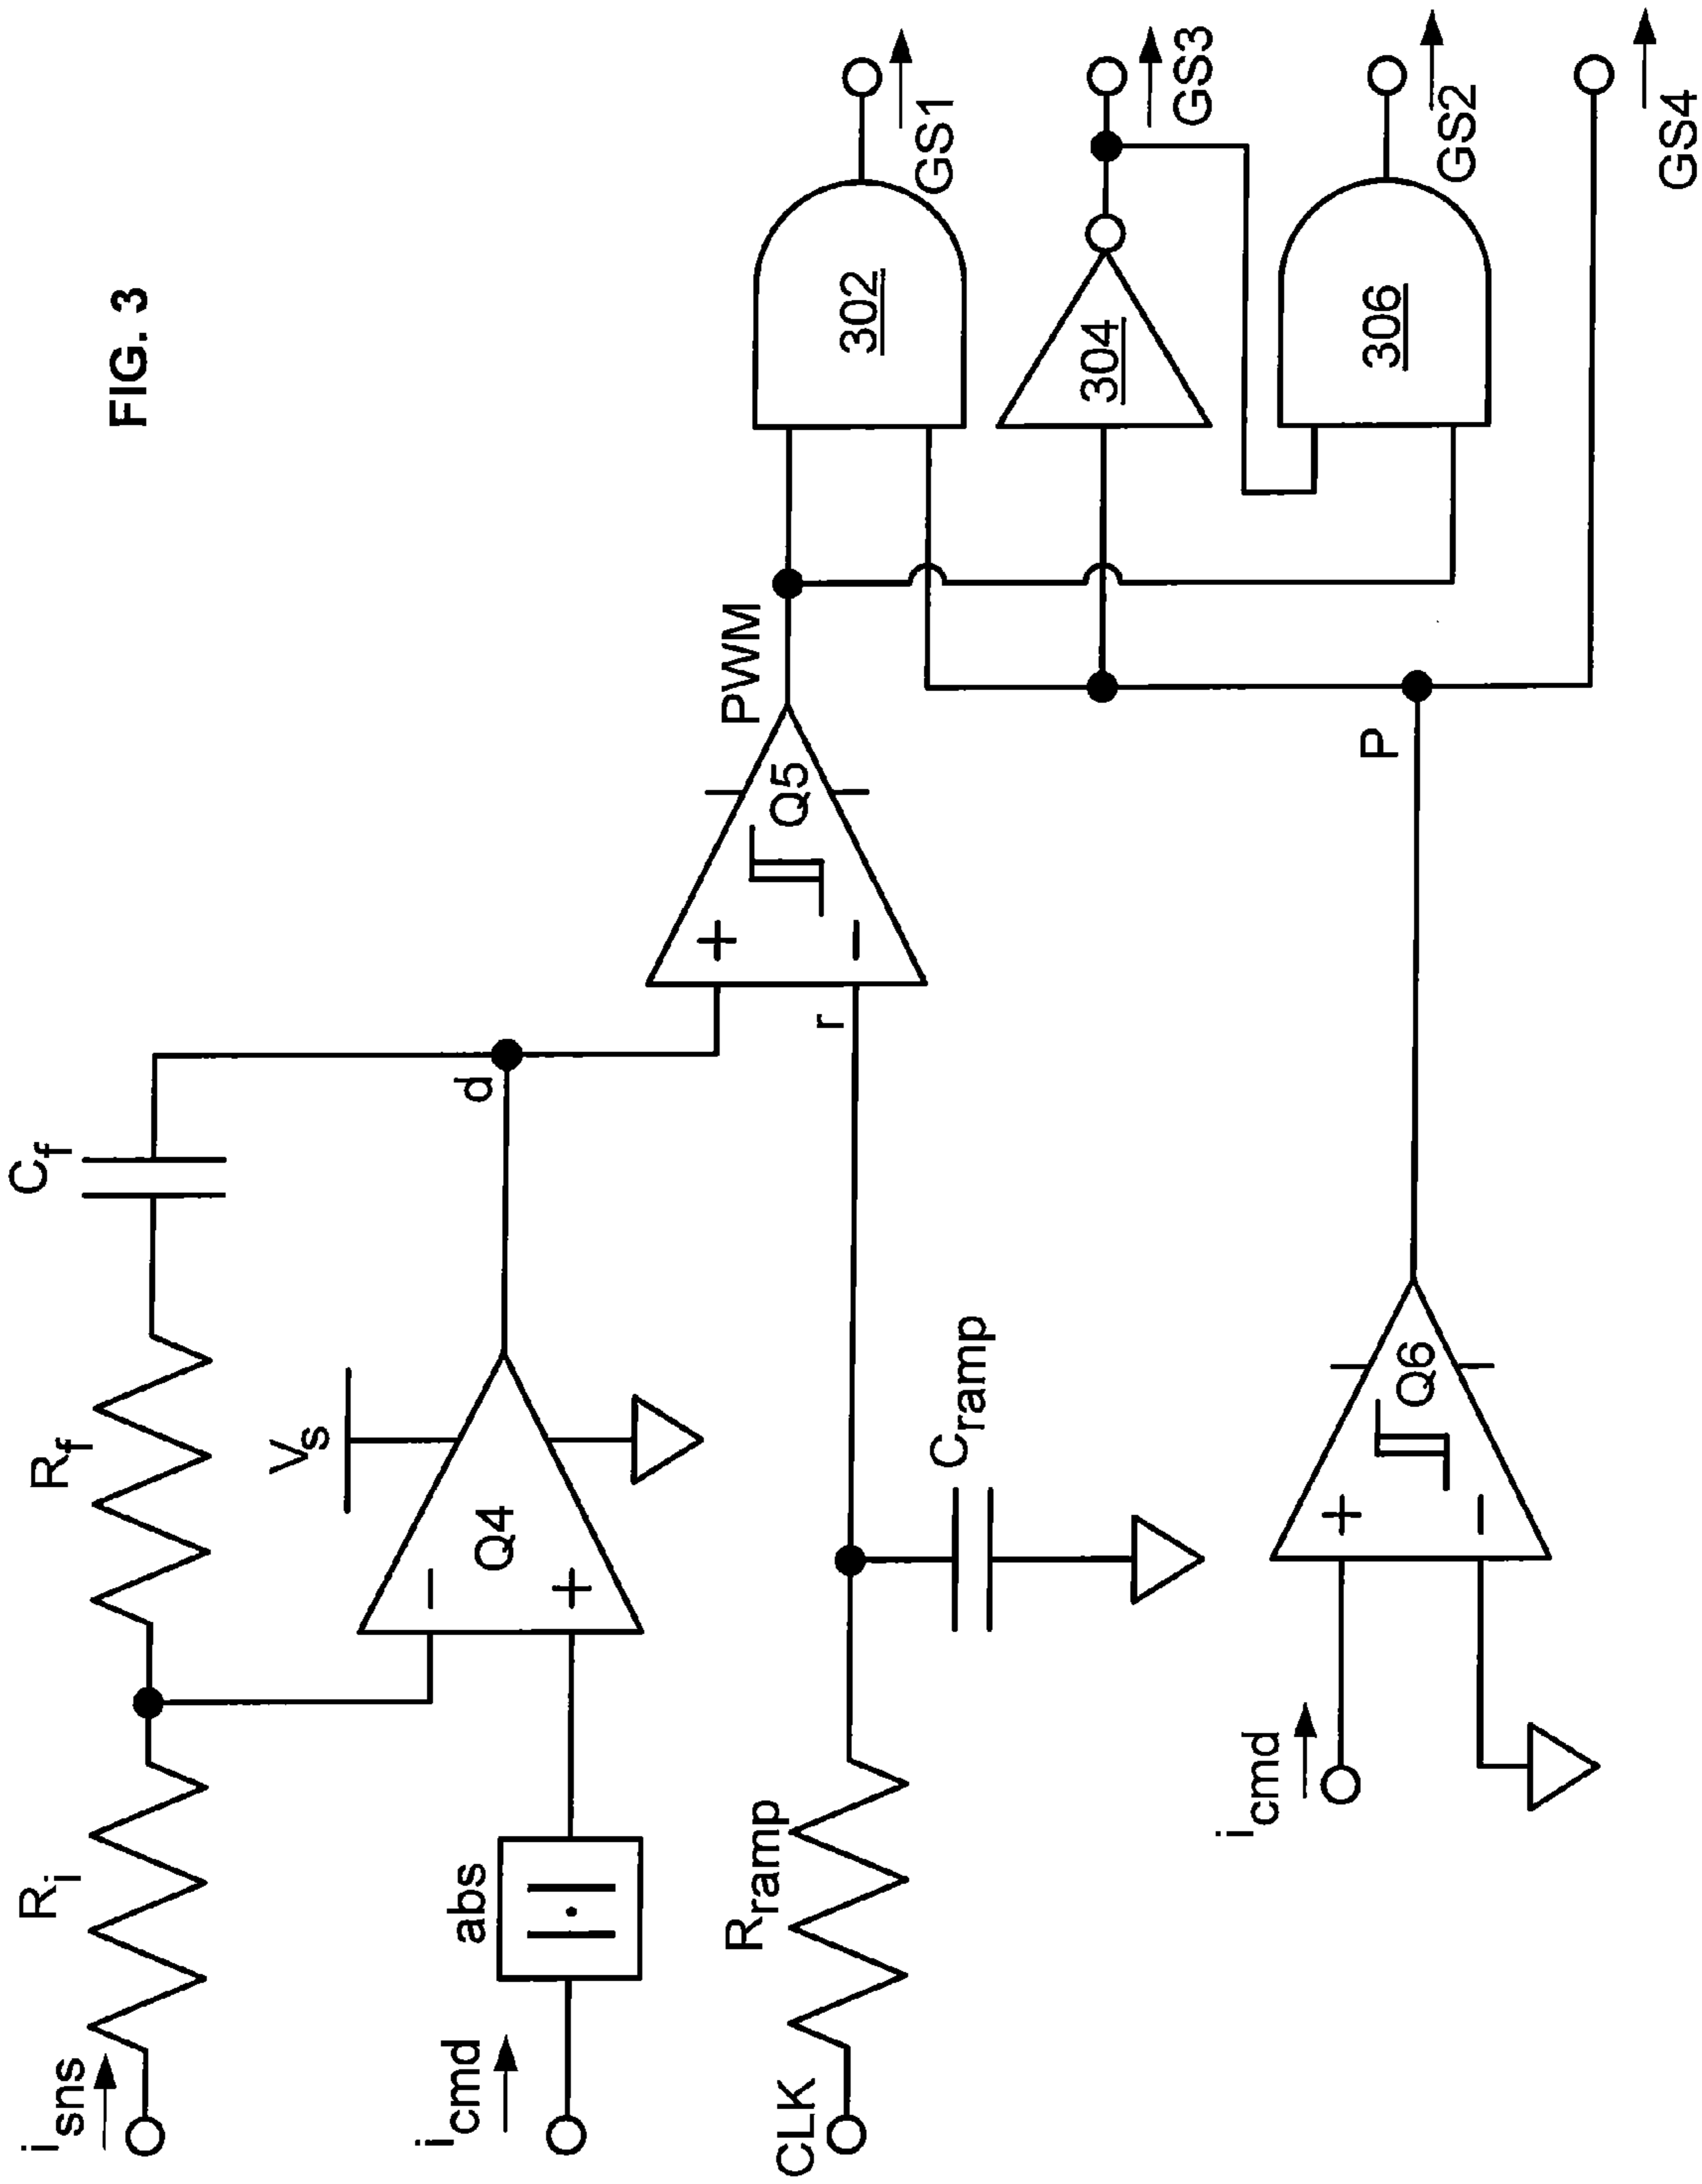 FIG. 3
isns
Ri
Rf
Cf
icmd
abs
|·|
Q4
Vs
d
CLK
Rramp
Cramp
r
+
−
Q5
PWM
−
+
icmd
+
−
Q6
P
302
GS1
304
GS3
306
GS2
GS4